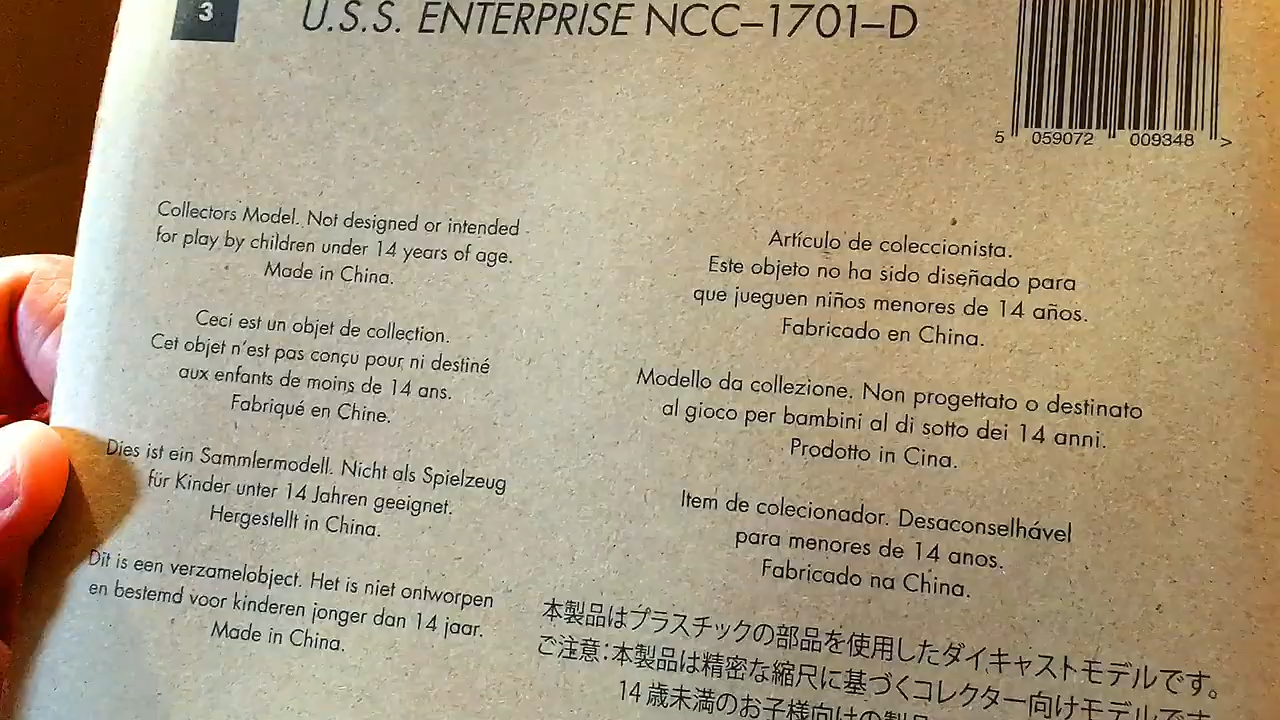 3
U.S.S. ENTERPRISE NCC–1701–D
5 059072 009348 >
Collectors Model. Not designed or intended
for play by children under 14 years of age.
Made in China.
Ceci est un objet de collection.
Cet objet n'est pas conçu pour ni destiné
aux enfants de moins de 14 ans.
Fabriqué en Chine.
Dies ist ein Sammlermodell. Nicht als Spielzeug
für Kinder unter 14 Jahren geeignet.
Hergestellt in China.
Dit is een verzamelobject. Het is niet ontworpen
en bestemd voor kinderen jonger dan 14 jaar.
Made in China.
Artículo de coleccionista.
Este objeto no ha sido diseñado para
que jueguen niños menores de 14 años.
Fabricado en China.
Modello da collezione. Non progettato o destinato
al gioco per bambini al di sotto dei 14 anni.
Prodotto in Cina.
Item de colecionador. Desaconselhável
para menores de 14 anos.
Fabricado na China.
本製品はプラスチックの部品を使用したダイキャストモデルです。
ご注意:本製品は精密な縮尺に基づくコレクター向けモデルです
14歳未満のお子様向けの製品